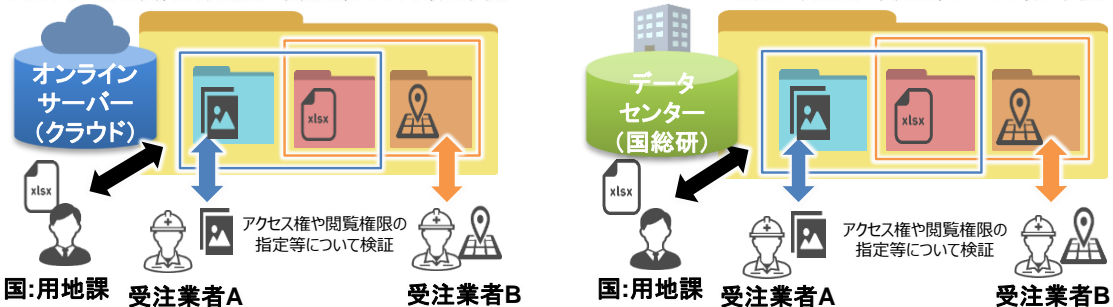 オンライン
サーバー
（クラウド）
xlsx
xlsx
アクセス権や閲覧権限の
指定等について検証
国:用地課
受注業者A
受注業者B
データ
センター
（国総研）
xlsx
xlsx
アクセス権や閲覧権限の
指定等について検証
国:用地課
受注業者A
受注業者B